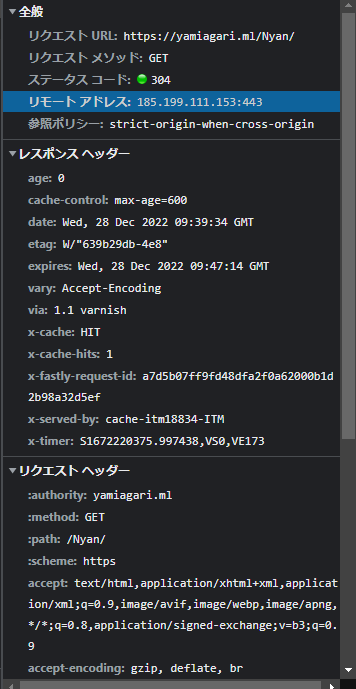 全般
リクエスト URL: https://yamiagari.ml/Nyan/
リクエスト メソッド: GET
ステータス コード: 304
リモート アドレス: 185.199.111.153:443
参照ポリシー: strict-origin-when-cross-origin
レスポンス ヘッダー
age: 0
cache-control: max-age=600
date: Wed, 28 Dec 2022 09:39:34 GMT
etag: W/"639b29db-4e8"
expires: Wed, 28 Dec 2022 09:47:14 GMT
vary: Accept-Encoding
via: 1.1 varnish
x-cache: HIT
x-cache-hits: 1
x-fastly-request-id: a7d5b07ff9fd48dfa2f0a62000b1d
2b98a32d5ef
x-served-by: cache-itm18834-ITM
x-timer: S1672220375.997438,VS0,VE173
リクエスト ヘッダー
:authority: yamiagari.ml
:method: GET
:path: /Nyan/
:scheme: https
accept: text/html,application/xhtml+xml,applicat
ion/xml;q=0.9,image/avif,image/webp,image/apng,
*/*;q=0.8,application/signed-exchange;v=b3;q=0.
9
accept-encoding: gzip, deflate, br